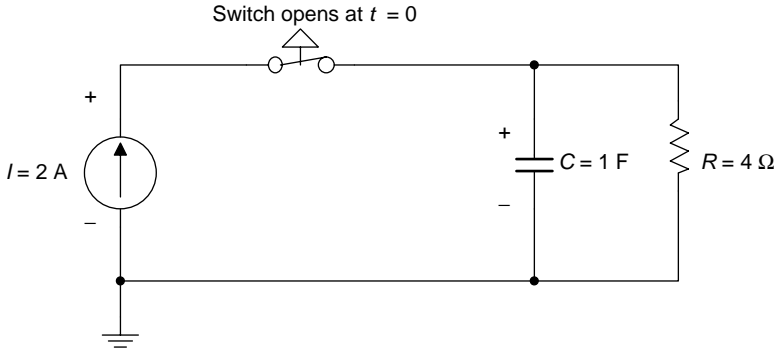 Switch opens at t = 0
+
+
I = 2 A
C = 1 F
R = 4 Ω
–
–